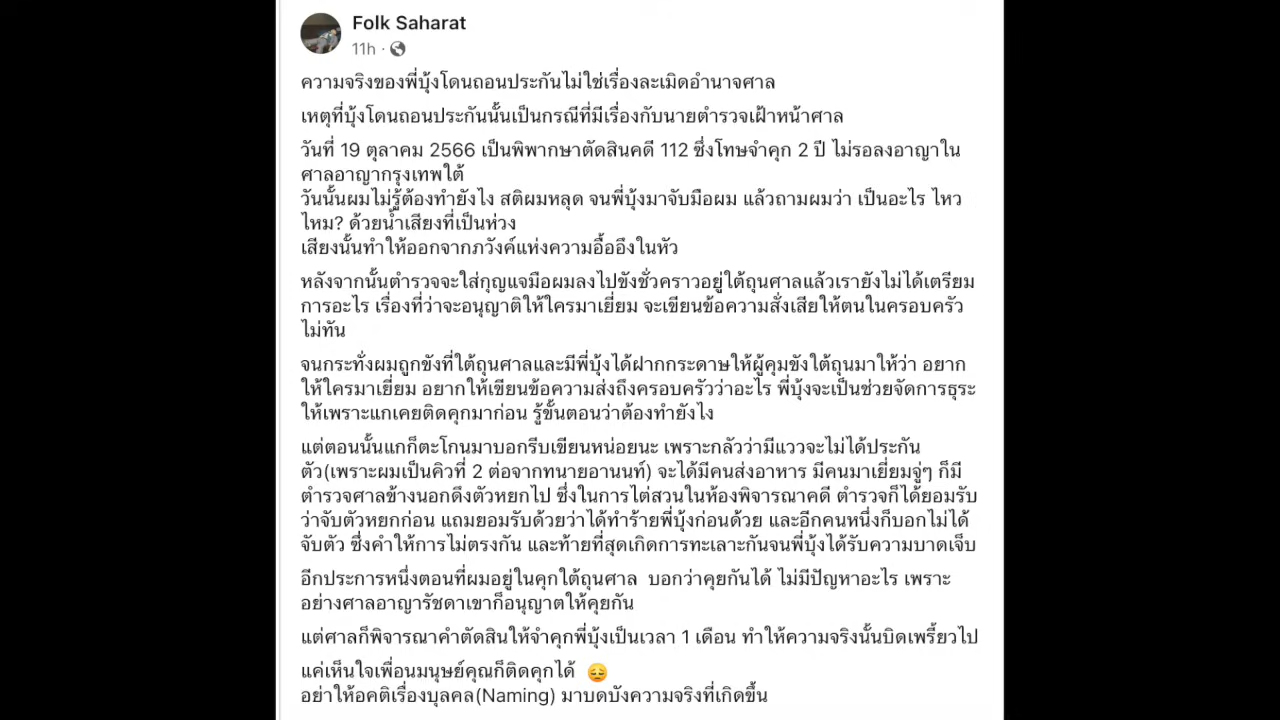 Folk Saharat
11h ·
ความจริงของพี่บุ้งโดนถอนประกันไม่ใช่เรื่องละเมิดอำนาจศาล
เหตุที่บุ้งโดนถอนประกันนั้นเป็นกรณีที่มีเรื่องกับนายตำรวจเฝ้าหน้าศาล
วันที่ 19 ตุลาคม 2566 เป็นพิพากษาตัดสินคดี 112 ซึ่งโทษจำคุก 2 ปี ไม่รอลงอาญาใน
ศาลอาญากรุงเทพใต้
วันนั้นผมไม่รู้ต้องทำยังไง สติผมหลุด จนพี่บุ้งมาจับมือผม แล้วถามผมว่า เป็นอะไร ไหว
ไหม? ด้วยน้ำเสียงที่เป็นห่วง
เสียงนั้นทำให้ออกจากภวังค์แห่งความอื้ออึงในหัว
หลังจากนั้นตำรวจจะใส่กุญแจมือผมลงไปขังชั่วคราวอยู่ใต้ถุนศาลแล้วเรายังไม่ได้เตรียม
การอะไร เรื่องที่ว่าจะอนุญาติให้ใครมาเยี่ยม จะเขียนข้อความสั่งเสียให้ตนในครอบครัว
ไม่ทัน
จนกระทั่งผมถูกขังที่ใต้ถุนศาลและมีพี่บุ้งได้ฝากกระดาษให้ผู้คุมขังใต้ถุนมาให้ว่า อยาก
ให้ใครมาเยี่ยม อยากให้เขียนข้อความส่งถึงครอบครัวว่าอะไร พี่บุ้งจะเป็นช่วยจัดการธุระ
ให้เพราะแกเคยติดคุกมาก่อน รู้ขั้นตอนว่าต้องทำยังไง
แต่ตอนนั้นแกก็ตะโกนมาบอกรีบเขียนหน่อยนะ เพราะกลัวว่ามีแววจะไม่ได้ประกัน
ตัว(เพราะผมเป็นคิวที่ 2 ต่อจากทนายอานนท์) จะได้มีคนส่งอาหาร มีคนมาเยี่ยมจู่ๆ ก็มี
ตำรวจศาลข้างนอกดึงตัวหยกไป ซึ่งในการไต่สวนในห้องพิจารณาคดี ตำรวจก็ได้ยอมรับ
ว่าจับตัวหยกก่อน แถมยอมรับด้วยว่าได้ทำร้ายพี่บุ้งก่อนด้วย และอีกคนหนึ่งก็บอกไม่ได้
จับตัว ซึ่งคำให้การไม่ตรงกัน และท้ายที่สุดเกิดการทะเลาะกันจนพี่บุ้งได้รับความบาดเจ็บ
อีกประการหนึ่งตอนที่ผมอยู่ในคุกใต้ถุนศาล บอกว่าคุยกันได้ ไม่มีปัญหาอะไร เพราะ
อย่างศาลอาญารัชดาเขาก็อนุญาตให้คุยกัน
แต่ศาลก็พิจารณาคำตัดสินให้จำคุกพี่บุ้งเป็นเวลา 1 เดือน ทำให้ความจริงนั้นบิดเพรี้ยวไป
แค่เห็นใจเพื่อนมนุษย์คุณก็ติดคุกได้ 😔
อย่าให้อคติเรื่องบุลคล(Naming) มาบดบังความจริงที่เกิดขึ้น